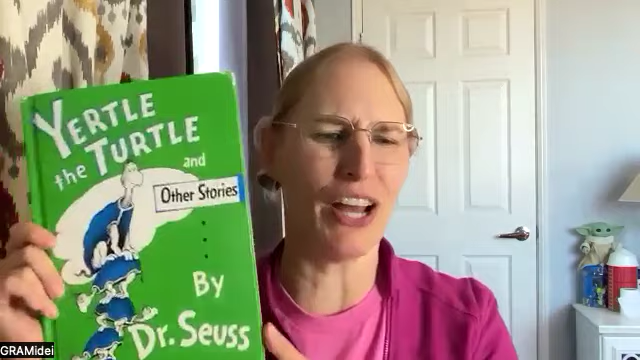 YERTLE
the TURTLE
and
Other Stories
By
Dr. Seuss
GRAMidei